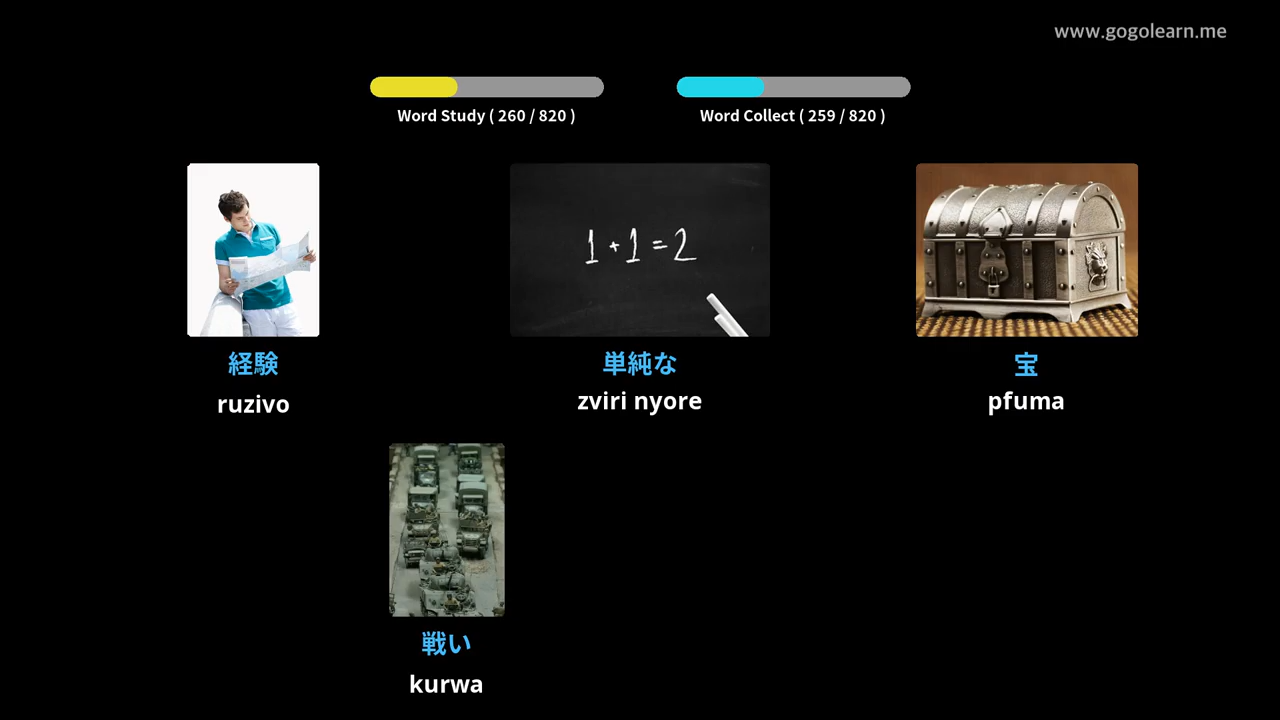 www.gogolearn.me
Word Study ( 260 / 820 )
Word Collect ( 259 / 820 )
1 + 1 = 2
経験
ruzivo
単純な
zviri nyore
宝
pfuma
戦い
kurwa